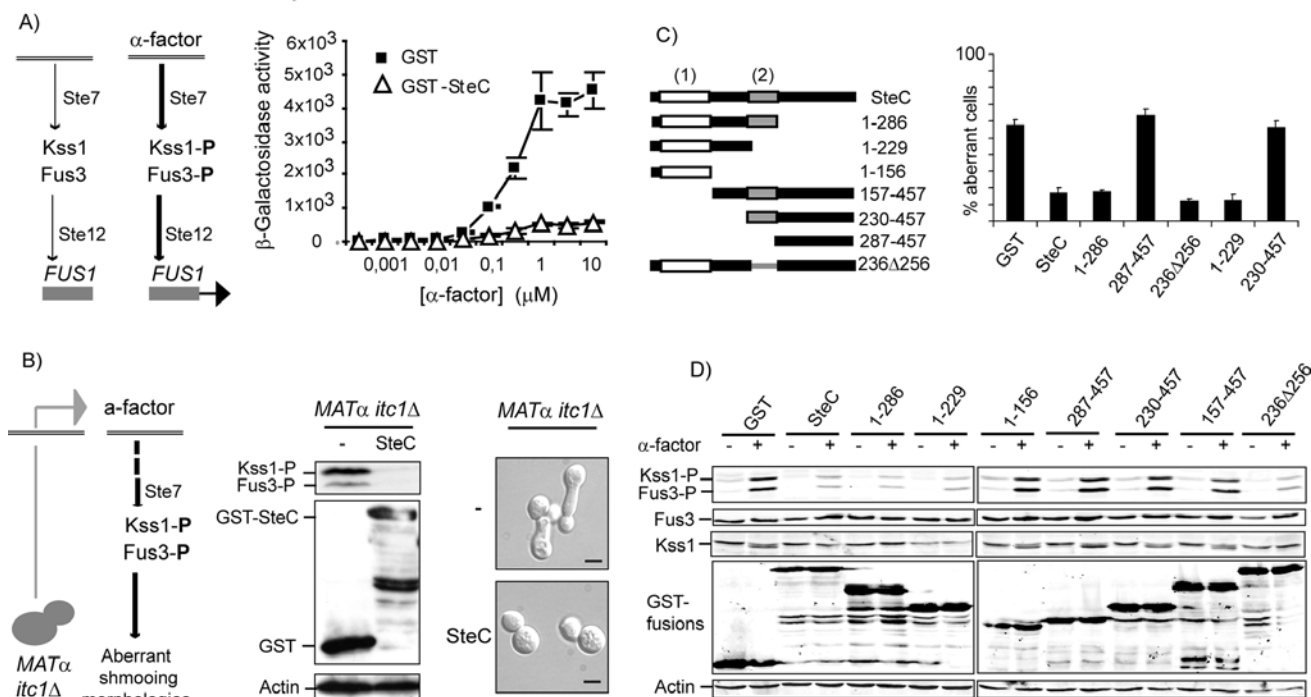 A)
α-factor
Ste7
Ste7
Kss1
Fus3
Kss1-P
Fus3-P
Ste12
Ste12
FUS1
FUS1
β-Galactosidase activity
6x10³
5x10³
4x10³
3x10³
2x10³
1x10³
0
GST
GST-SteC
0,001
0,01
0,1
1
10
[α-factor] (μM)
B)
a-factor
Ste7
Kss1-P
Fus3-P
Aberrant
shmooing
MATα
itc1Δ
MATα itc1Δ
- SteC
Kss1-P
Fus3-P
GST-SteC
GST
Actin
MATα itc1Δ
-
SteC
C)
(1) (2)
SteC
1-286
1-229
1-156
157-457
230-457
287-457
236Δ256
% aberrant cells
100
0
GST
SteC
1-286
287-457
236Δ256
1-229
230-457
D)
GST
SteC
1-286
1-229
1-156
287-457
230-457
157-457
236Δ256
α-factor - + - + - + - + - + - + - + - + - +
Kss1-P
Fus3-P
Fus3
Kss1
GST-
fusions
Actin